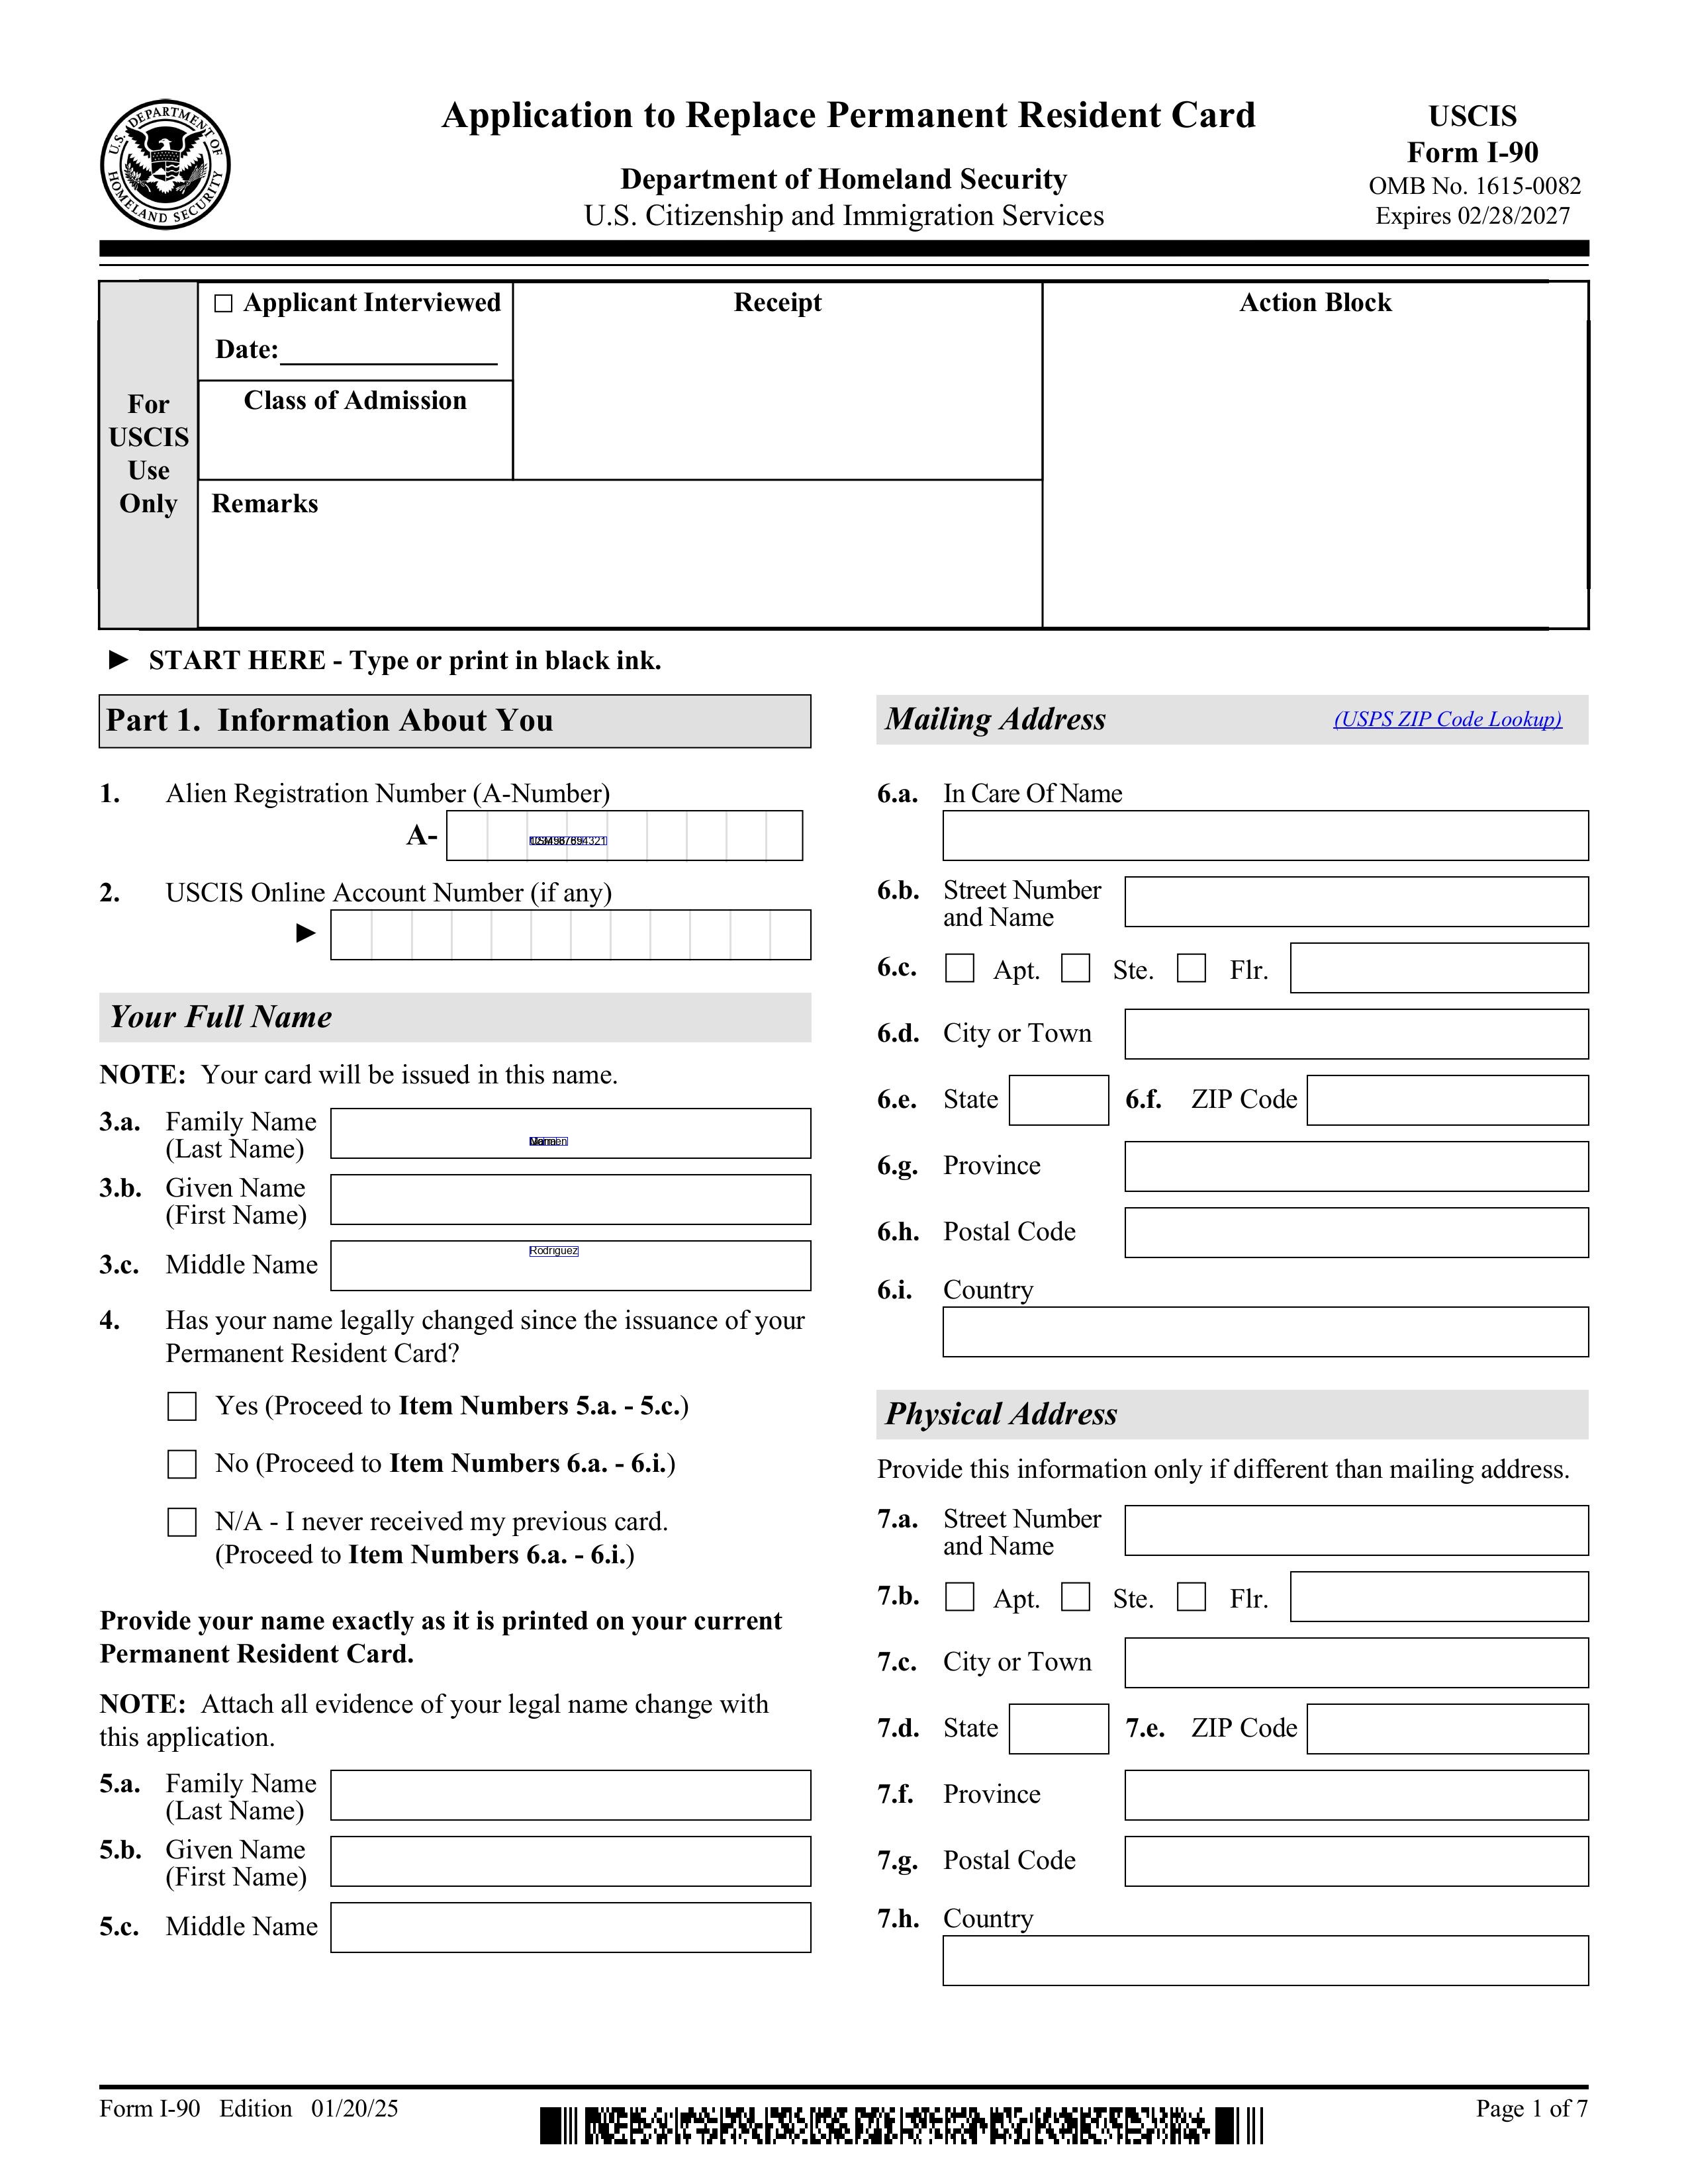 U.S. DEPARTMENT OF HOMELAND SECURITY
Application to Replace Permanent Resident Card
Department of Homeland Security
U.S. Citizenship and Immigration Services
USCIS
Form I-90
OMB No. 1615-0082
Expires 02/28/2027
For
USCIS
Use
Only
Applicant Interviewed
Date:
Class of Admission
Receipt
Action Block
Remarks
► START HERE - Type or print in black ink.
Part 1. Information About You
1. Alien Registration Number (A-Number)
A-
2. USCIS Online Account Number (if any)
►
Your Full Name
NOTE: Your card will be issued in this name.
3.a. Family Name
(Last Name)
3.b. Given Name
(First Name)
3.c. Middle Name
Rodriguez
4. Has your name legally changed since the issuance of your
Permanent Resident Card?
Yes (Proceed to Item Numbers 5.a. - 5.c.)
No (Proceed to Item Numbers 6.a. - 6.i.)
N/A - I never received my previous card.
(Proceed to Item Numbers 6.a. - 6.i.)
Provide your name exactly as it is printed on your current
Permanent Resident Card.
NOTE: Attach all evidence of your legal name change with
this application.
5.a. Family Name
(Last Name)
5.b. Given Name
(First Name)
5.c. Middle Name
Mailing Address (USPS ZIP Code Lookup)
6.a. In Care Of Name
6.b. Street Number
and Name
6.c. Apt. Ste. Flr.
6.d. City or Town
6.e. State 6.f. ZIP Code
6.g. Province
6.h. Postal Code
6.i. Country
Physical Address
Provide this information only if different than mailing address.
7.a. Street Number
and Name
7.b. Apt. Ste. Flr.
7.c. City or Town
7.d. State 7.e. ZIP Code
7.f. Province
7.g. Postal Code
7.h. Country
Form I-90 Edition 01/20/25
Page 1 of 7